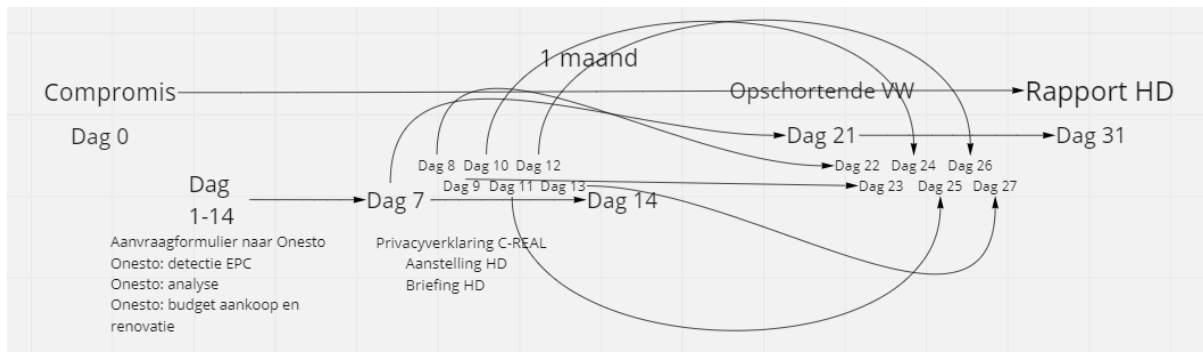 1 maand
Compromis
Opschortende VW
Rapport HD
Dag 0
Dag 21
Dag 31
Dag 8
Dag 10
Dag 12
Dag 22
Dag 24
Dag 26
Dag
1-14
Dag 7
Dag 9
Dag 11
Dag 13
Dag 14
Dag 23
Dag 25
Dag 27
Aanvraagformulier naar Onesto
Onesto: detectie EPC
Onesto: analyse
Onesto: budget aankoop en
renovatie
Privacyverklaring C-REAL
Aanstelling HD
Briefing HD